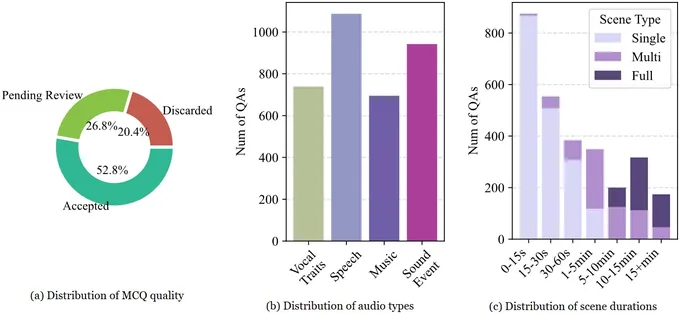 Pending Review
Discarded
26.8%
20.4%
52.8%
Accepted
(a) Distribution of MCQ quality
Num of QAs
1000
800
600
400
200
0
Vocal
Traits
Speech
Music
Sound
Event
(b) Distribution of audio types
Num of QAs
800
600
400
200
0
Scene Type
Single
Multi
Full
0-15s
15-30s
30-60s
1-5min
5-10min
10-15min
15+min
(c) Distribution of scene durations